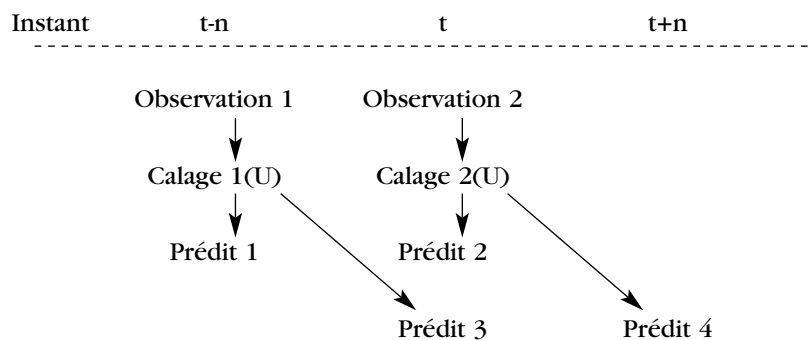 Instant t-n t t+n
Observation 1 Observation 2
Calage 1(U) Calage 2(U)
Prédit 1 Prédit 2
Prédit 3 Prédit 4